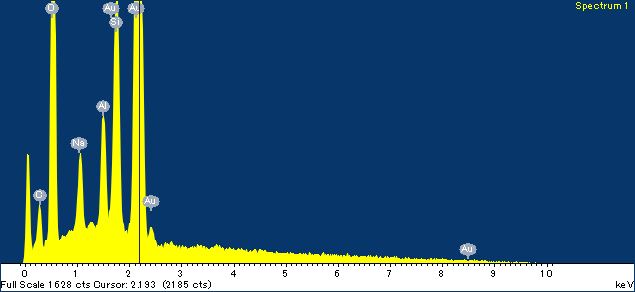 Spectrum 1
O Au Au
Si
Al
Na
C
Au
Au
0 1 2 3 4 5 6 7 8 9 10
Full Scale 1628 cts Cursor: 2.193 (2185 cts) keV